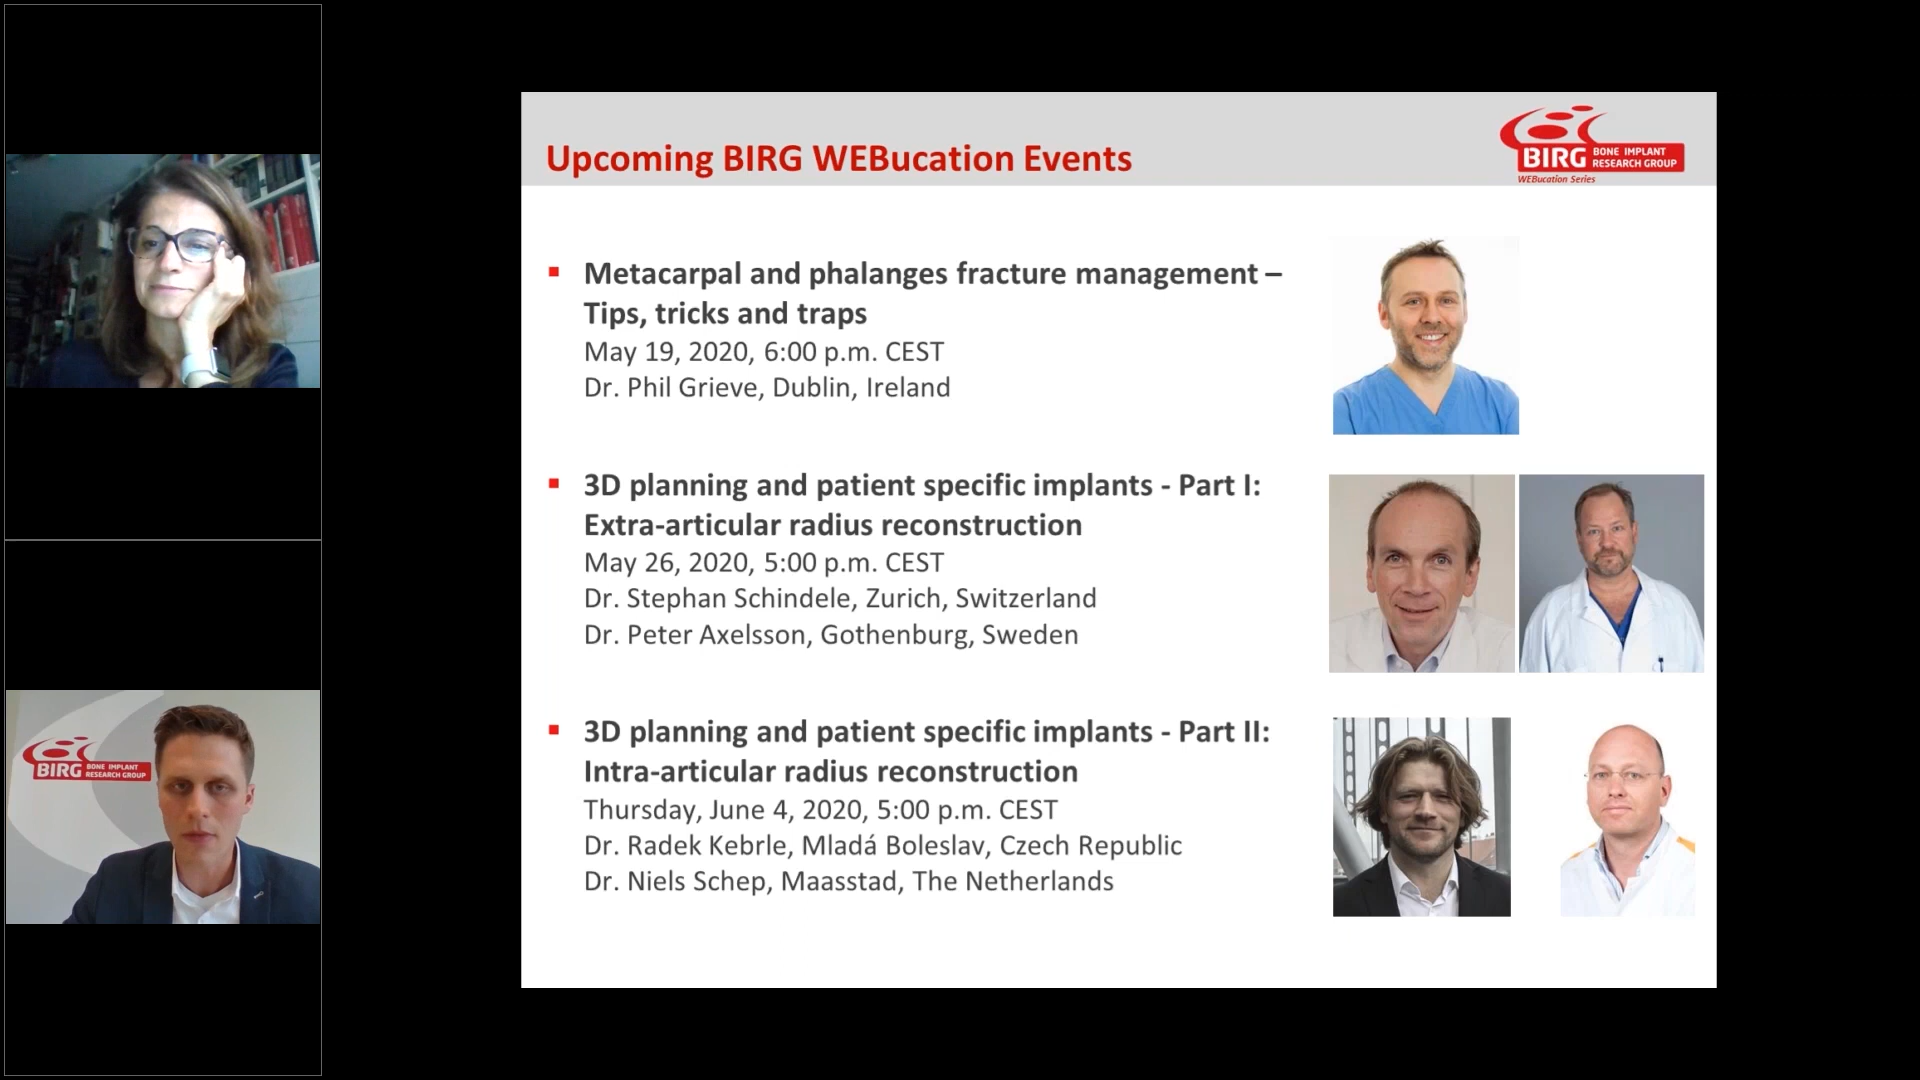 Upcoming BIRG WEBucation Events
BIRG BONE IMPLANT
RESEARCH GROUP
WEBucation Series
Metacarpal and phalanges fracture management –
Tips, tricks and traps
May 19, 2020, 6:00 p.m. CEST
Dr. Phil Grieve, Dublin, Ireland
3D planning and patient specific implants - Part I:
Extra-articular radius reconstruction
May 26, 2020, 5:00 p.m. CEST
Dr. Stephan Schindele, Zurich, Switzerland
Dr. Peter Axelsson, Gothenburg, Sweden
3D planning and patient specific implants - Part II:
Intra-articular radius reconstruction
Thursday, June 4, 2020, 5:00 p.m. CEST
Dr. Radek Kebrle, Mladá Boleslav, Czech Republic
Dr. Niels Schep, Maasstad, The Netherlands
BIRG BONE IMPLANT
RESEARCH GROUP